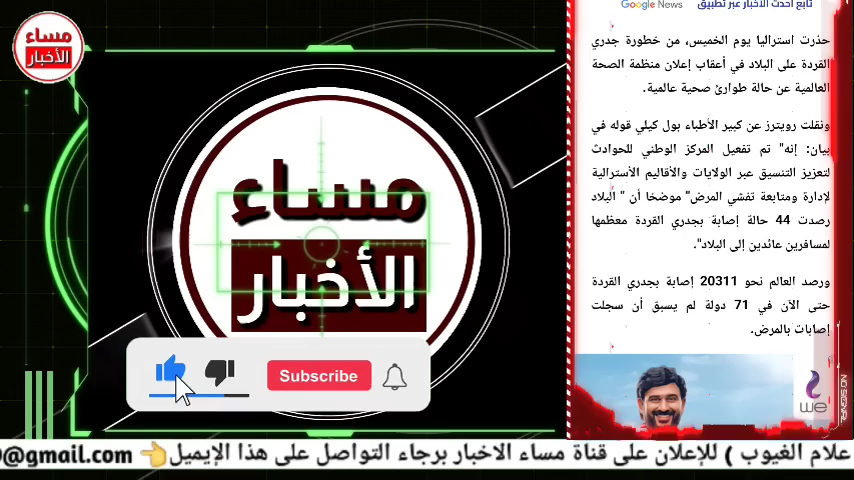 مساء
الأخبار
مساء
الأخبار
Subscribe
تابع أحدث الأخبار عبر تطبيق
Google News
حذرت استراليا يوم الخميس، من خطورة جدري
القردة على البلاد في أعقاب إعلان منظمة الصحة
العالمية عن حالة طوارئ صحية عالمية.
ونقلت رويترز عن كبير الأطباء بول كيلي قوله في
بيان: إنه" تم تفعيل المركز الوطني للحوادث
لتعزيز التنسيق عبر الولايات والأقاليم الأسترالية
لإدارة ومتابعة تفشي المرض" موضحًا أن " البلاد
رصدت 44 حالة إصابة بجدري القردة معظمها
لمسافرين عائدين إلى البلاد".
ورصد العالم نحو 20311 إصابة بجدري القردة
حتى الآن في 71 دولة لم يسبق أن سجلت
إصابات بالمرض.
we
NO SIGNAL
علام الغيوب ) للإعلان على قناة مساء الاخبار برجاء التواصل على هذا الإيميل👈 @gmail.com